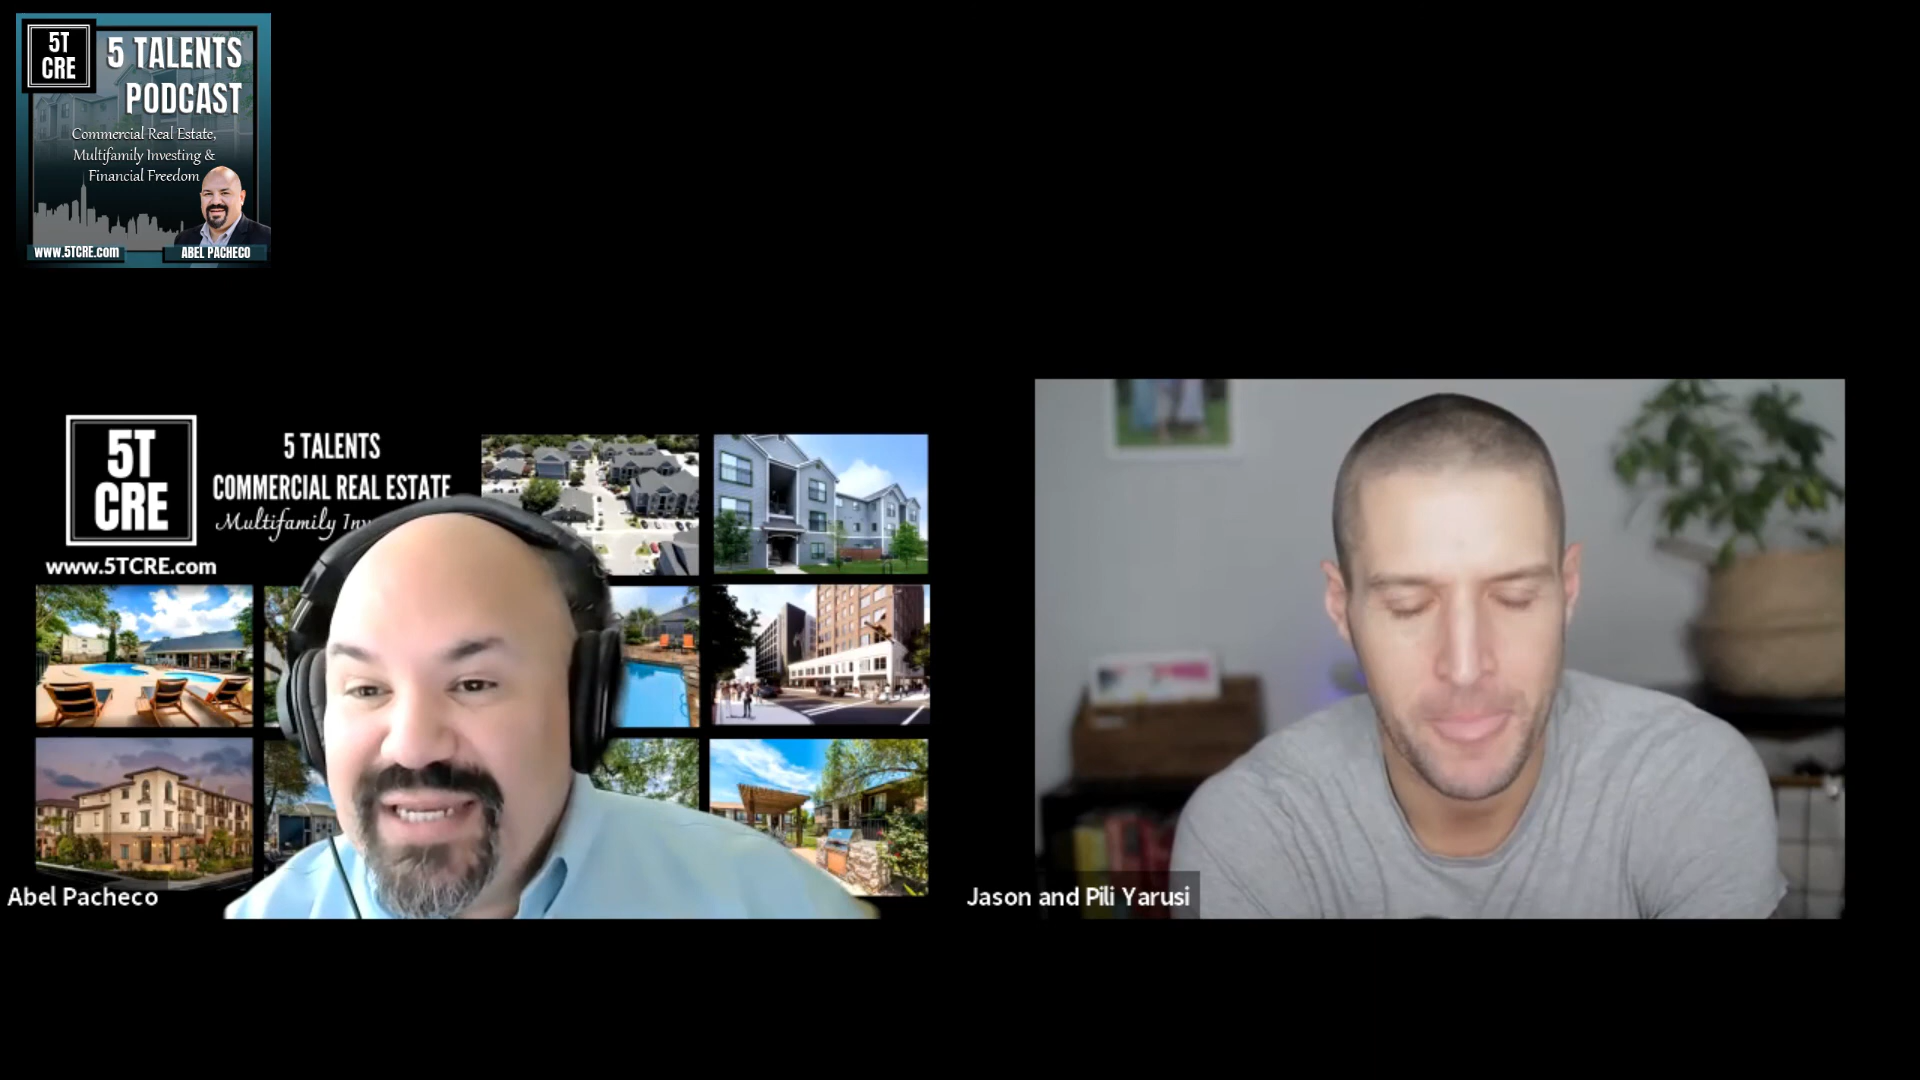 5T
CRE
5 TALENTS
PODCAST
Commercial Real Estate,
Multifamily Investing &
Financial Freedom
www.5TCRE.com
ABEL PACHECO
5T
CRE
5 TALENTS
COMMERCIAL REAL ESTATE
Multifamily
www.5TCRE.com
Abel Pacheco
Jason and Pili Yarusi